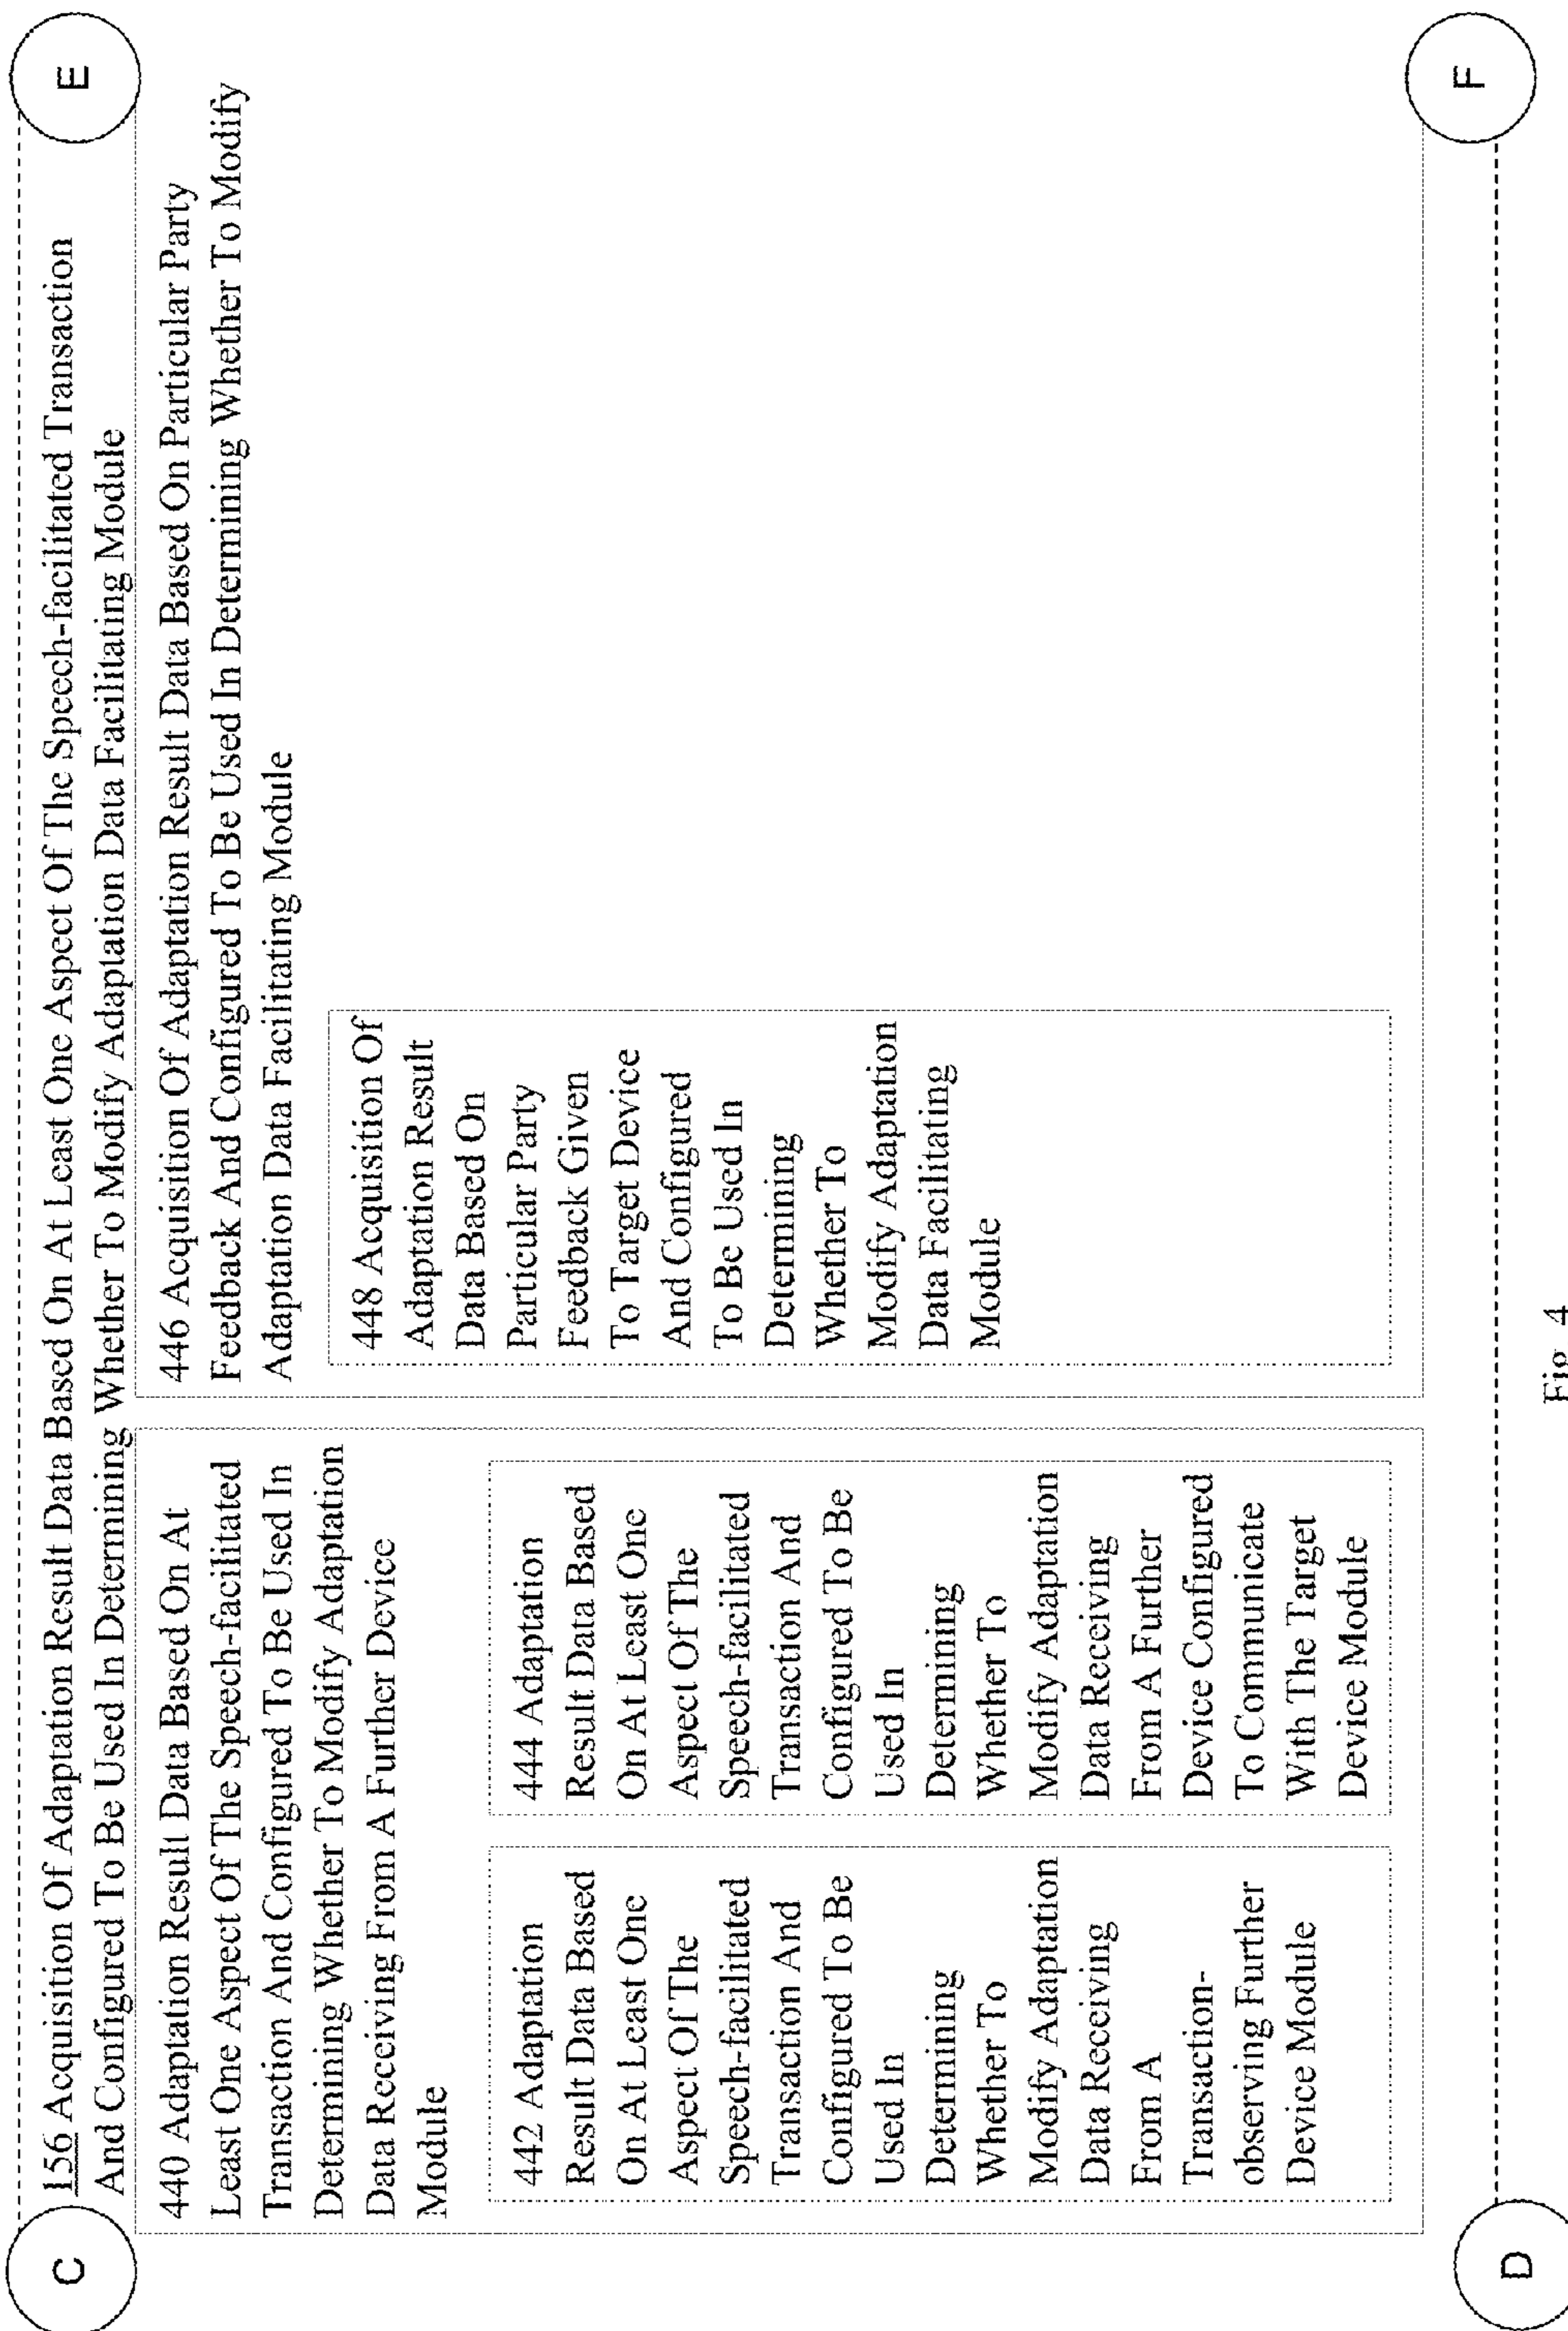 C
E
156 Acquisition Of Adaptation Result Data Based On At Least One Aspect Of The Speech-facilitated Transaction
And Configured To Be Used In Determining Whether To Modify Adaptation Data Facilitating Module
440 Adaptation Result Data Based On At
Least One Aspect Of The Speech-facilitated
Transaction And Configured To Be Used In
Determining Whether To Modify Adaptation
Data Receiving From A Further Device
Module
442 Adaptation
Result Data Based
On At Least One
Aspect Of The
Speech-facilitated
Transaction And
Configured To Be
Used In
Determining
Whether To
Modify Adaptation
Data Receiving
From A
Transaction-
observing Further
Device Module
444 Adaptation
Result Data Based
On At Least One
Aspect Of The
Speech-facilitated
Transaction And
Configured To Be
Used In
Determining
Whether To
Modify Adaptation
Data Receiving
From A Further
Device Configured
To Communicate
With The Target
Device Module
446 Acquisition Of Adaptation Result Data Based On Particular Party
Feedback And Configured To Be Used In Determining Whether To Modify
Adaptation Data Facilitating Module
448 Acquisition Of
Adaptation Result
Data Based On
Particular Party
Feedback Given
To Target Device
And Configured
To Be Used In
Determining
Whether To
Modify Adaptation
Data Facilitating
Module
D
F
Fig. 4